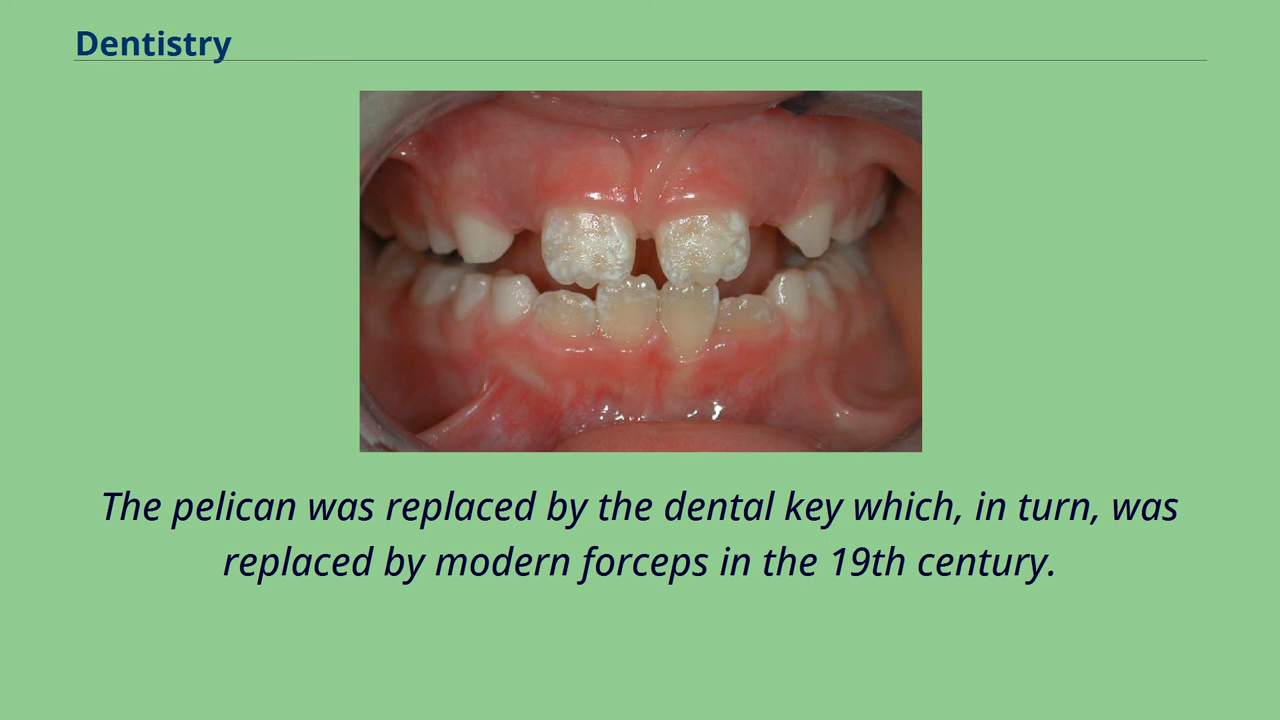 Dentistry
The pelican was replaced by the dental key which, in turn, was
replaced by modern forceps in the 19th century.